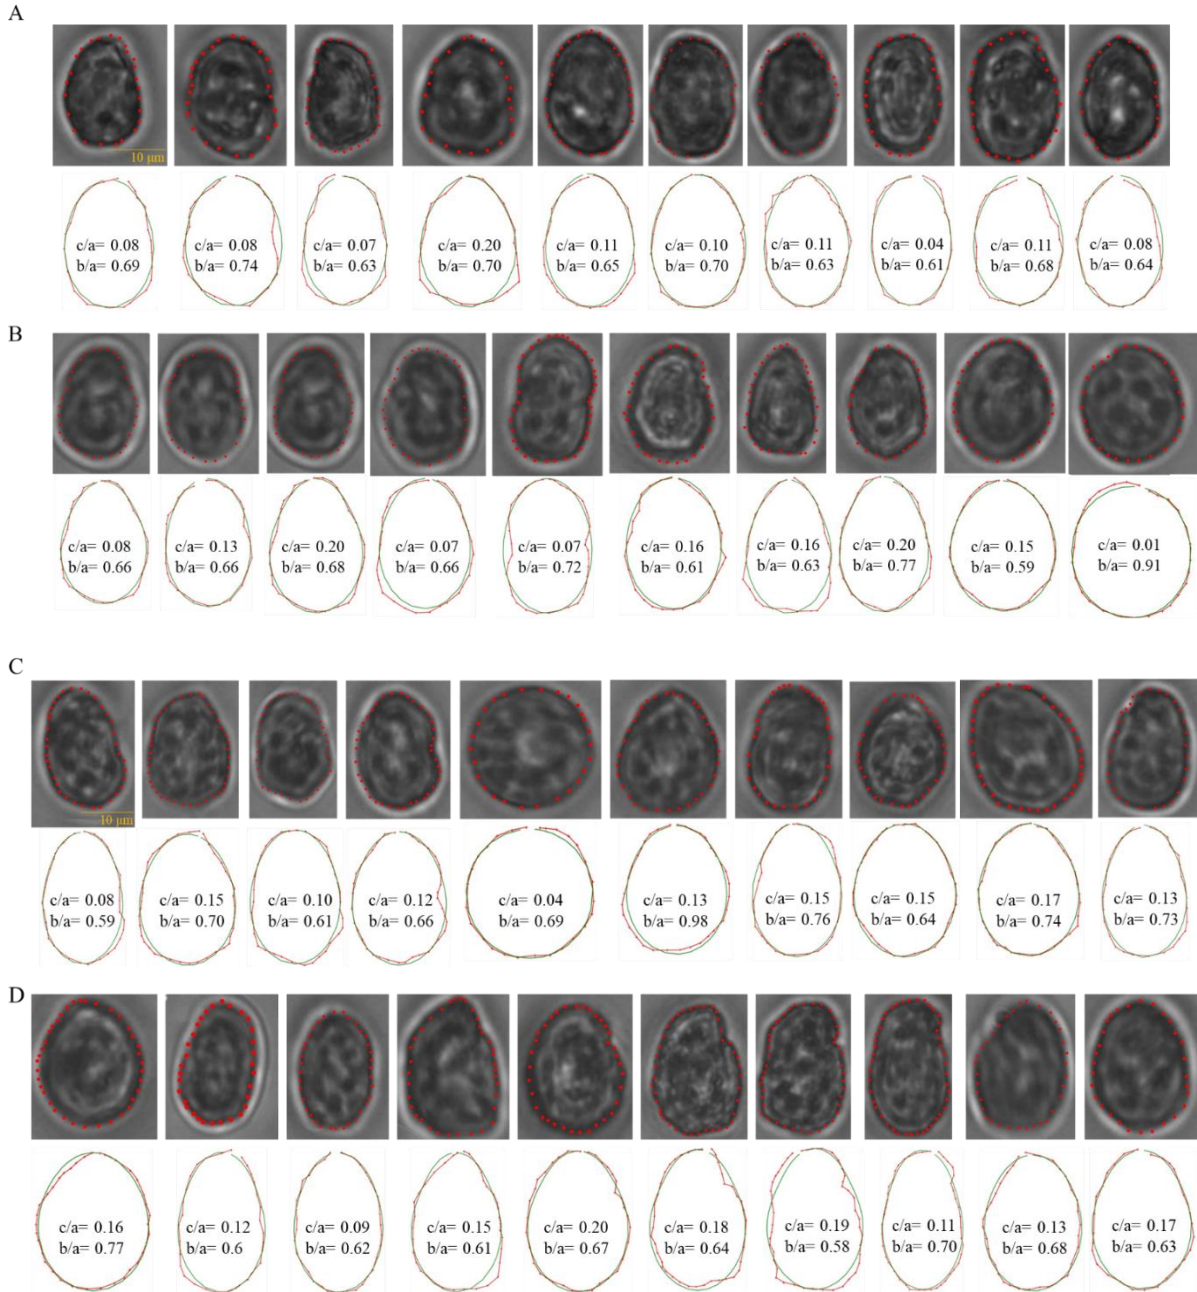 A
10 µm
c/a= 0.08 c/a= 0.08 c/a= 0.07 c/a= 0.20 c/a= 0.11 c/a= 0.10 c/a= 0.11 c/a= 0.04 c/a= 0.11 c/a= 0.08
b/a= 0.69 b/a= 0.74 b/a= 0.63 b/a= 0.70 b/a= 0.65 b/a= 0.70 b/a= 0.63 b/a= 0.61 b/a= 0.68 b/a= 0.64
B
c/a= 0.08 c/a= 0.13 c/a= 0.20 c/a= 0.07 c/a= 0.07 c/a= 0.16 c/a= 0.16 c/a= 0.20 c/a= 0.15 c/a= 0.01
b/a= 0.66 b/a= 0.66 b/a= 0.68 b/a= 0.66 b/a= 0.72 b/a= 0.61 b/a= 0.63 b/a= 0.77 b/a= 0.59 b/a= 0.91
C
10 µm
c/a= 0.08 c/a= 0.15 c/a= 0.10 c/a= 0.12 c/a= 0.04 c/a= 0.13 c/a= 0.15 c/a= 0.15 c/a= 0.17 c/a= 0.13
b/a= 0.59 b/a= 0.70 b/a= 0.61 b/a= 0.66 b/a= 0.69 b/a= 0.98 b/a= 0.76 b/a= 0.64 b/a= 0.74 b/a= 0.73
D
c/a= 0.16 c/a= 0.12 c/a= 0.09 c/a= 0.15 c/a= 0.20 c/a= 0.18 c/a= 0.19 c/a= 0.11 c/a= 0.13 c/a= 0.17
b/a= 0.77 b/a= 0.6 b/a= 0.62 b/a= 0.61 b/a= 0.67 b/a= 0.64 b/a= 0.58 b/a= 0.70 b/a= 0.68 b/a= 0.63